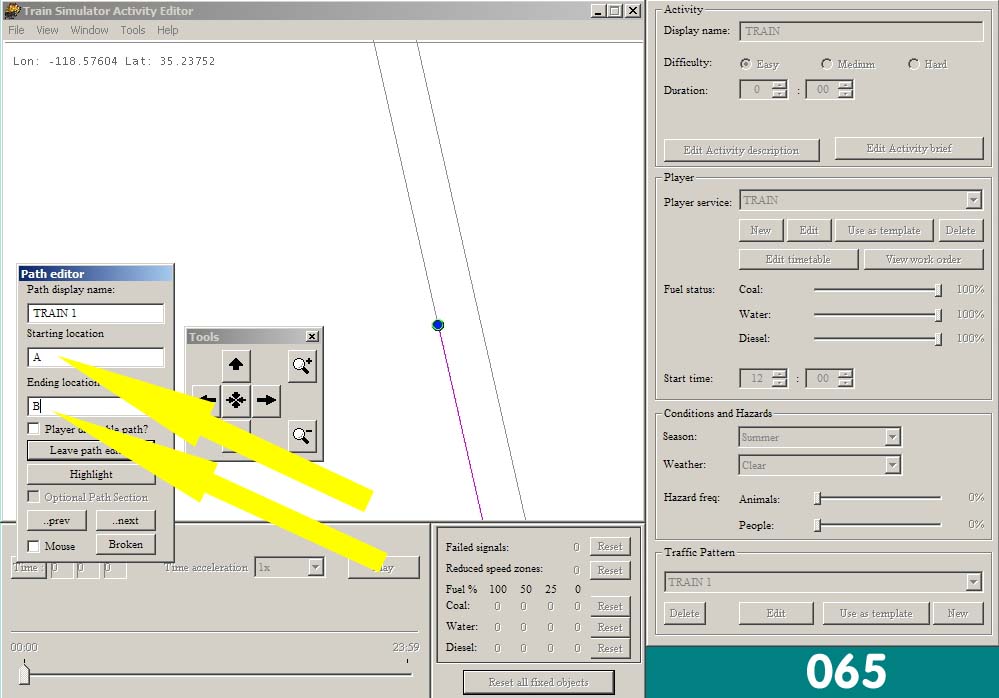 Train Simulator Activity Editor
File View Window Tools Help
Lon: -118.57604 Lat: 35.23752
Path editor
Path display name:
TRAIN 1
Starting location
A
Ending location
B
Player dr
le path?
Leave path edi
Highlight
Optional Path Section
..prev ..next
Mouse Broken
Tools
Time : 0 0 0 Time acceleration 1x
lay
00:00 23:59
Failed signals: 0 Reset
Reduced speed zones: 0 Reset
Fuel % 100 50 25 0
Coal: 0 0 0 0 Reset
Water: 0 0 0 0 Reset
Diesel: 0 0 0 0 Reset
Reset all fixed objects
Activity
Display name: TRAIN
Difficulty: Easy Medium Hard
Duration: 0 : 00
Edit Activity description Edit Activity brief
Player
Player service: TRAIN
New Edit Use as template Delete
Edit timetable View work order
Fuel status: Coal: 100%
Water: 100%
Diesel: 100%
Start time: 12 : 00
Conditions and Hazards
Season: Summer
Weather: Clear
Hazard freq: Animals: 0%
People: 0%
Traffic Pattern
TRAIN 1
Delete Edit Use as template New
065